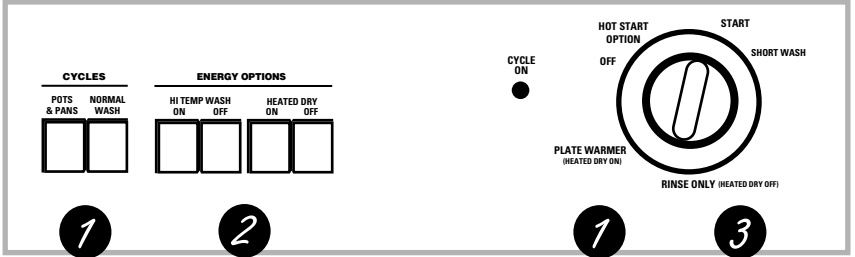 CYCLES
POTS
& PANS
NORMAL
WASH
ENERGY OPTIONS
HI TEMP WASH
ON OFF
HEATED DRY
ON OFF
CYCLE
ON
HOT START
OPTION
OFF
START
SHORT WASH
PLATE WARMER
(HEATED DRY ON)
RINSE ONLY (HEATED DRY OFF)
1
2
1
3